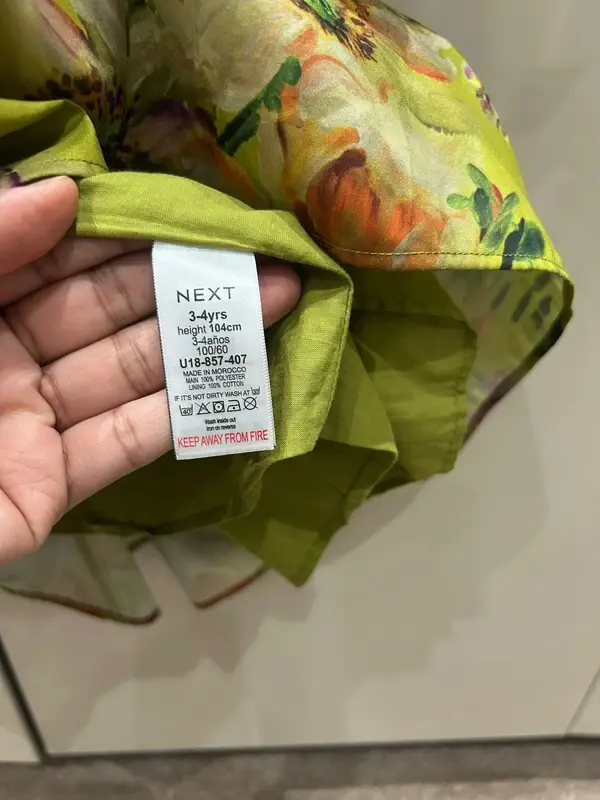 NEXT
3-4yrs
height 104cm
3-4años
100/60
U18-857-407
MADE IN MOROCCO
MAIN 100% POLYESTER
LINING 100% COTTON
IF IT'S NOT DIRTY WASH AT
40
Wash inside out
Iron on reverse
KEEP AWAY FROM FIRE